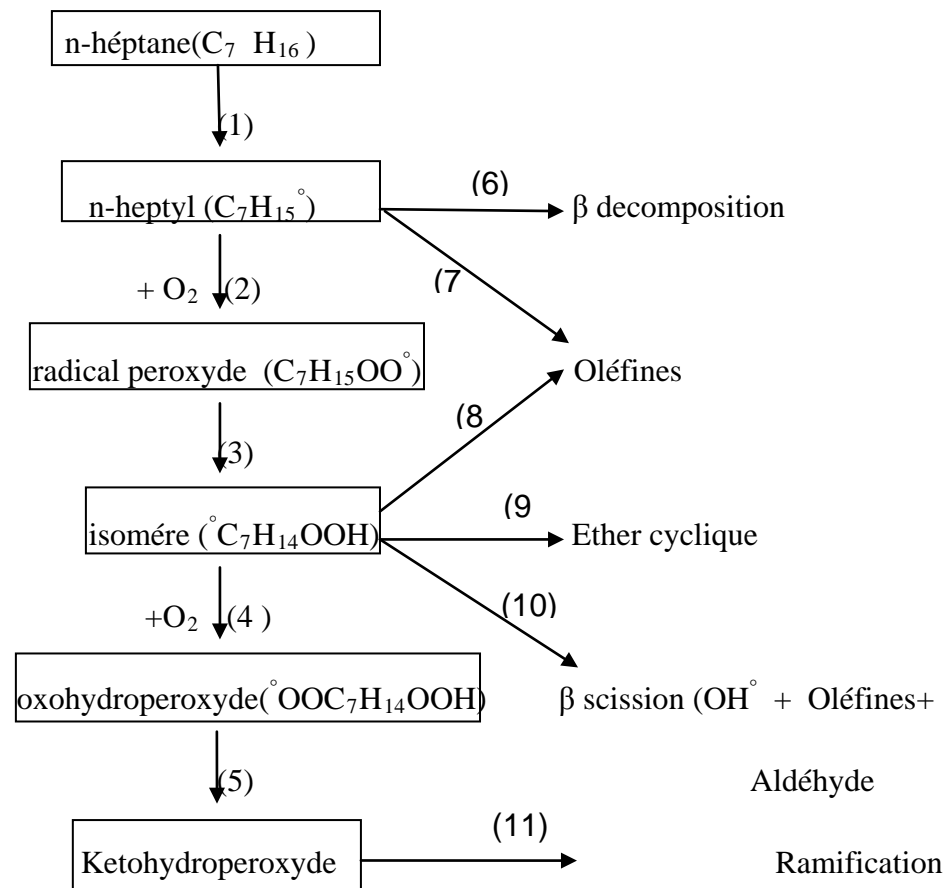 n-héptane(C₇ H₁₆ )
(1)
n-heptyl (C₇H₁₅°)
(6)
β decomposition
(7
+ O₂ (2)
radical peroxyde (C₇H₁₅OO°)
Oléfines
(8
(3)
isomére (°C₇H₁₄OOH)
(9
Ether cyclique
(10)
+O₂ (4 )
oxohydroperoxyde(°OOC₇H₁₄OOH)
β scission (OH° + Oléfines+
Aldéhyde
(5)
(11)
Ketohydroperoxyde
Ramification